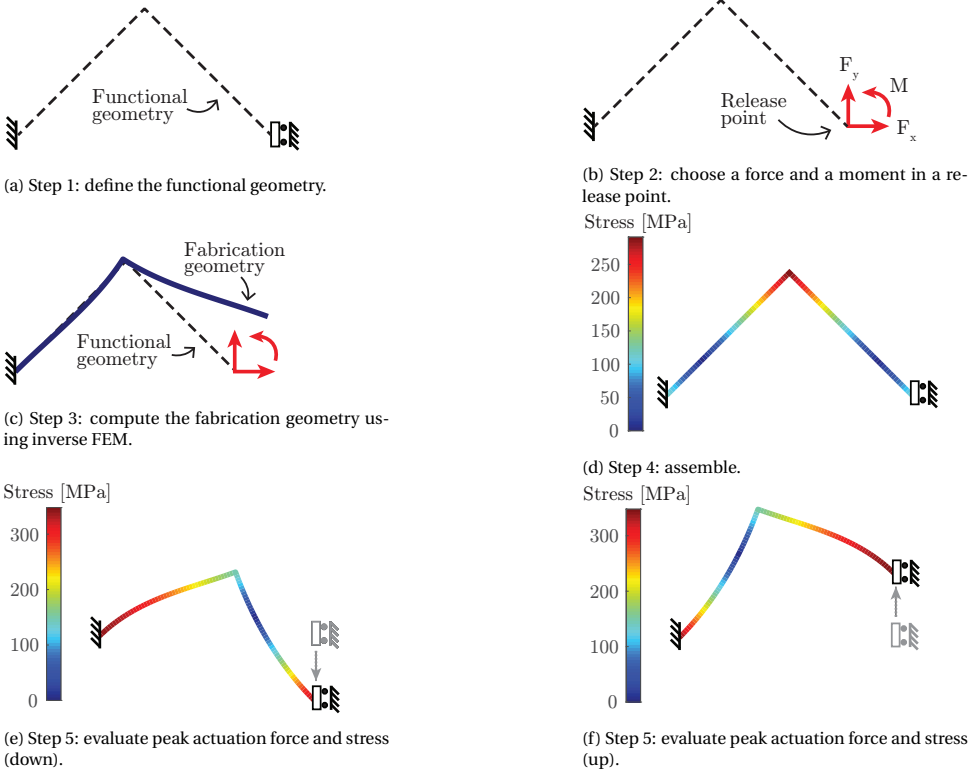 Functional
geometry
(a) Step 1: define the functional geometry.
F_y
M
Release
point
F_x
(b) Step 2: choose a force and a moment in a re-
lease point.
Fabrication
geometry
Functional
geometry
(c) Step 3: compute the fabrication geometry us-
ing inverse FEM.
Stress [MPa]
250
200
150
100
50
0
(d) Step 4: assemble.
Stress [MPa]
300
200
100
0
(e) Step 5: evaluate peak actuation force and stress
(down).
Stress [MPa]
300
200
100
0
(f) Step 5: evaluate peak actuation force and stress
(up).